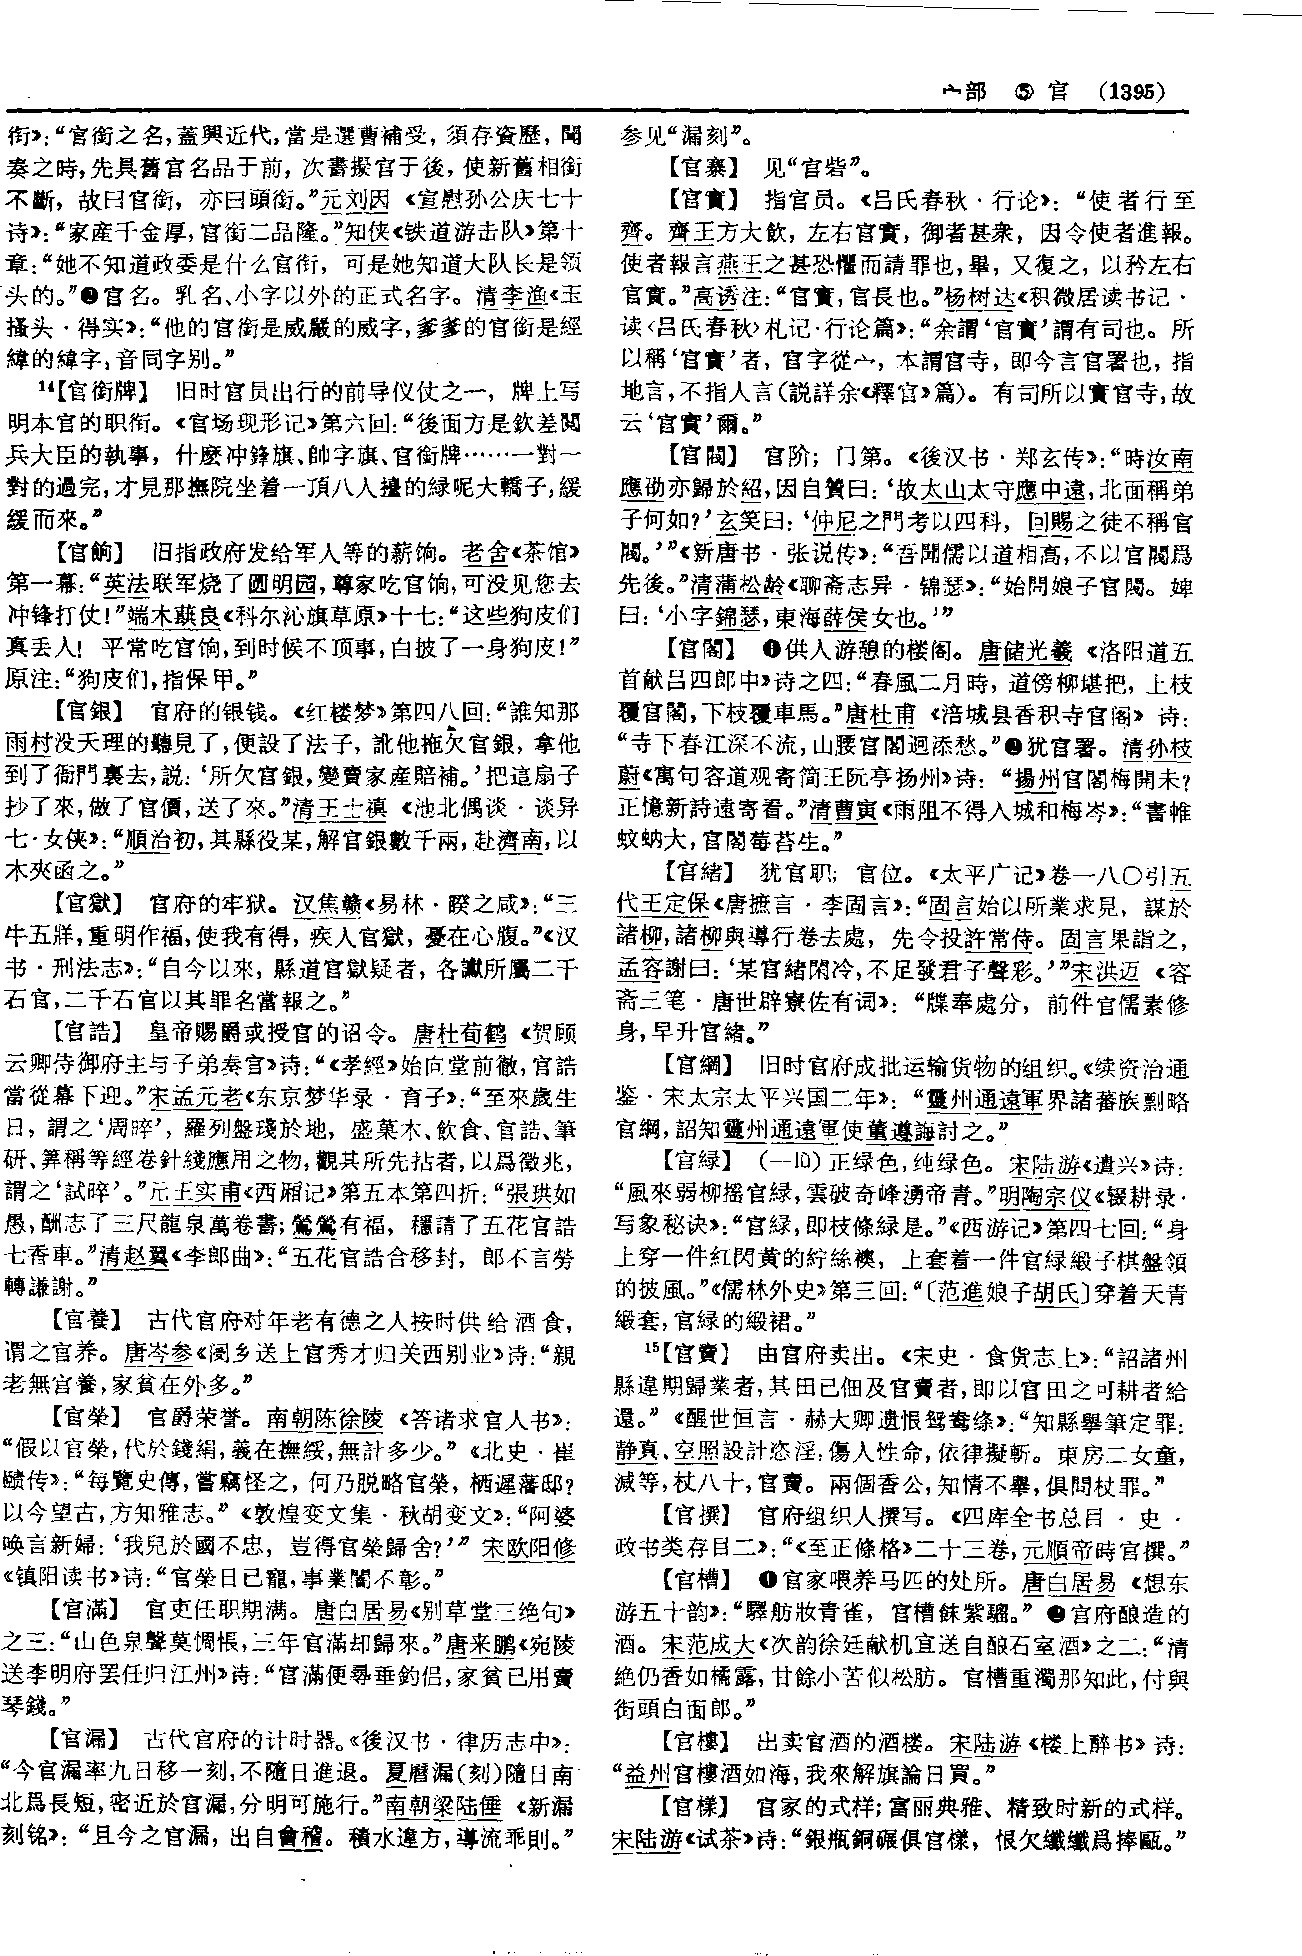 宀部 ⑤ 官 (1395)
銜》：“官銜之名，蓋興近代，當是選曹補受，須存資歷，聞
奏之時，先具舊官名品于前，次書擬官于後，使新舊相銜
不斷，故曰官銜，亦曰頭銜。”元刘因《宣慰孙公庆七十
诗》：“家産千金厚，官銜二品隆。”知侠《铁道游击队》第十
章：“她不知道政委是什么官衔，可是她知道大队长是领
头的。”❷官名。乳名、小字以外的正式名字。清李渔《玉
搔头·得实》：“他的官銜是威嚴的威字，爹爹的官銜是經
緯的緯字，音同字别。”
14【官銜牌】 旧时官员出行的前导仪仗之一，牌上写
明本官的职衔。《官场现形记》第六回：“後面方是欽差閱
兵大臣的執事，什麽冲鋒旗、帥字旗、官銜牌……一對一
對的過完，才見那撫院坐着一頂八人擡的緑呢大轎子，緩
緩而來。”
【官餉】 旧指政府发给军人等的薪饷。老舍《茶馆》
第一幕：“英法联军烧了圆明园，尊家吃官饷，可没见您去
冲锋打仗！”端木蕻良《科尔沁旗草原》十七：“这些狗皮们
真丢人！平常吃官饷，到时候不顶事，白披了一身狗皮！”
原注：“狗皮们，指保甲。”
【官銀】 官府的银钱。《红楼梦》第四八回：“誰知那
雨村没天理的聽見了，便設了法子，訛他拖欠官銀，拿他
到了衙門裏去，説：‘所欠官銀，變賣家産賠補。’把這扇子
抄了來，做了官價，送了來。”清王士禛《池北偶谈·谈异
七·女侠》：“順治初，其縣役某，解官銀數千兩，赴濟南，以
木夾函之。”
【官獄】 官府的牢狱。汉焦赣《易林·睽之咸》：“三
牛五牂，重明作福，使我有得，疾人官獄，憂在心腹。”《汉
书·刑法志》：“自今以來，縣道官獄疑者，各讞所屬二千
石官，二千石官以其罪名當報之。”
【官誥】 皇帝赐爵或授官的诏令。唐杜荀鹤《贺顾
云卿侍御府主与子弟奏官》诗：“《孝經》始向堂前徹，官誥
當從幕下迎。”宋孟元老《东京梦华录·育子》：“至來歲生
日，謂之‘周晬’，羅列盤琖於地，盛菓木、飲食、官誥、筆
研、筭稱等經卷針綫應用之物，觀其所先拈者，以爲徵兆，
謂之‘試晬’。”元王实甫《西厢记》第五本第四折：“張珙如
愚，酬志了三尺龍泉萬卷書；鶯鶯有福，穩請了五花官誥
七香車。”清赵翼《李郎曲》：“五花官誥合移封，郎不言勞
轉謙謝。”
【官養】 古代官府对年老有德之人按时供给酒食，
谓之官养。唐岑参《阌乡送上官秀才归关西别业》诗：“親
老無官養，家貧在外多。”
【官榮】 官爵荣誉。南朝陈徐陵《答诸求官人书》：
“假以官榮，代於錢絹，義在撫綏，無計多少。”《北史·崔
赜传》：“每覽史傳，嘗竊怪之，何乃脱略官榮，栖遲藩邸？
以今望古，方知雅志。”《敦煌变文集·秋胡变文》：“阿婆
唤言新婦：‘我兒於國不忠，豈得官榮歸舍？’”宋欧阳修
《镇阳读书》诗：“官榮日已寵，事業闇不彰。”
【官滿】 官吏任职期满。唐白居易《别草堂三绝句》
之三：“山色泉聲莫惆悵，三年官滿却歸來。”唐来鹏《宛陵
送李明府罢任归江州》诗：“官滿便尋垂釣侣，家貧已用賣
琴錢。”
【官漏】 古代官府的计时器。《後汉书·律历志中》：
“今官漏率九日移一刻，不隨日進退。夏曆漏（刻）隨日南
北爲長短，密近於官漏，分明可施行。”南朝梁陆倕《新漏
刻铭》：“且今之官漏，出自會稽。積水違方，導流乖則。”
参见“漏刻”。
【官寨】 见“官砦”。
【官實】 指官员。《吕氏春秋·行论》：“使者行至
齊。齊王方大飲，左右官實，御者甚衆，因令使者進報。
使者報言燕王之甚恐懼而請罪也，畢，又復之，以矜左右
官實。”高诱注：“官實，官長也。”杨树达《积微居读书记·
读〈吕氏春秋〉札记·行论篇》：“余謂‘官實’謂有司也。所
以稱‘官實’者，官字從宀，本謂官寺，即今言官署也，指
地言，不指人言（説詳余《釋官》篇）。有司所以實官寺，故
云‘官實’爾。”
【官閥】 官阶；门第。《後汉书·郑玄传》：“時汝南
應劭亦歸於紹，因自贊曰：‘故太山太守應中遠，北面稱弟
子何如？’玄笑曰：‘仲尼之門考以四科，回賜之徒不稱官
閥。’”《新唐书·张说传》：“吾聞儒以道相高，不以官閥爲
先後。”清蒲松龄《聊斋志异·锦瑟》：“始問娘子官閥。婢
曰：‘小字錦瑟，東海薛侯女也。’”
【官閣】 ❶供人游憩的楼阁。唐储光羲《洛阳道五
首献吕四郎中》诗之四：“春風二月時，道傍柳堪把，上枝
覆官閣，下枝覆車馬。”唐杜甫《涪城县香积寺官阁》诗：
“寺下春江深不流，山腰官閣迥添愁。”❷犹官署。清孙枝
蔚《寓句容道观寄简王阮亭扬州》诗：“揚州官閣梅開未？
正憶新詩遠寄看。”清曹寅《雨阻不得入城和梅岑》：“書帷
蚊蚋大，官閣莓苔生。”
【官緒】 犹官职；官位。《太平广记》卷一八〇引五
代王定保《唐摭言·李固言》：“固言始以所業求見，謀於
諸柳，諸柳與導行卷去處，先令投許常侍。固言果詣之，
孟容謝曰：‘某官緒閑冷，不足發君子聲彩。’”宋洪迈《容
斋三笔·唐世辟寮佐有词》：“牒奉處分，前件官儒素修
身，早升官緒。”
【官綱】 旧时官府成批运输货物的组织。《续资治通
鉴·宋太宗太平兴国二年》：“靈州通遠軍界諸蕃族剽略
官綱，詔知靈州通遠軍使董遵誨討之。”
【官緑】 （—lǜ）正绿色，纯绿色。宋陆游《遣兴》诗：
“風來弱柳摇官緑，雲破奇峰湧帝青。”明陶宗仪《辍耕录·
写象秘诀》：“官緑，即枝條緑是。”《西游记》第四七回：“身
上穿一件紅閃黄的紵絲襖，上套着一件官緑緞子棋盤領
的披風。”《儒林外史》第三回：“〔范進娘子胡氏〕穿着天青
緞套，官緑的緞裙。”
15【官賣】 由官府卖出。《宋史·食货志上》：“詔諸州
縣違期歸業者，其田已佃及官賣者，即以官田之可耕者給
還。”《醒世恒言·赫大卿遗恨鸳鸯绦》：“知縣舉筆定罪：
静真、空照設計恣淫，傷人性命，依律擬斬。東房二女童，
減等，杖八十，官賣。兩個香公，知情不舉，俱問杖罪。”
【官撰】 官府组织人撰写。《四库全书总目·史·
政书类存目二》：“《至正條格》二十三卷，元順帝時官撰。”
【官槽】 ❶官家喂养马匹的处所。唐白居易《想东
游五十韵》：“驛舫妝青雀，官槽餗紫騮。”❷官府酿造的
酒。宋范成大《次韵徐廷献机宜送自酿石室酒》之二：“清
絶仍香如橘露，甘餘小苦似松肪。官槽重濁那知此，付與
街頭白面郎。”
【官樓】 出卖官酒的酒楼。宋陆游《楼上醉书》诗：
“益州官樓酒如海，我來解旗論日買。”
【官樣】 官家的式样；富丽典雅、精致时新的式样。
宋陆游《试茶》诗：“銀瓶銅碾俱官樣，恨欠纖纖爲捧甌。”